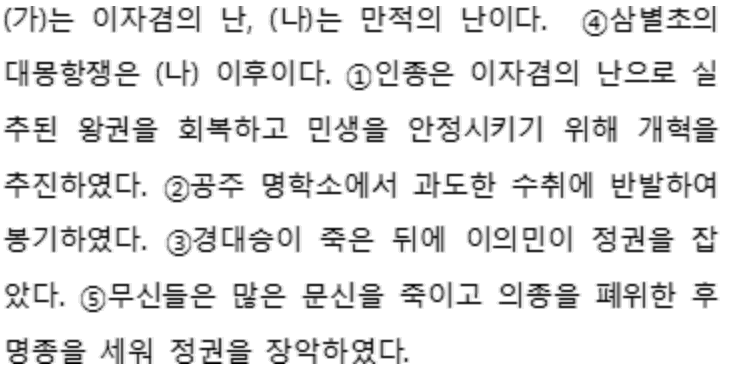 (가)는 이자겸의 난, (나)는 만적의 난이다. ④삼별초의
대몽항쟁은 (나) 이후이다. ①인종은 이자겸의 난으로 실
추된 왕권을 회복하고 민생을 안정시키기 위해 개혁을
추진하였다. ②공주 명학소에서 과도한 수취에 반발하여
봉기하였다. ③경대승이 죽은 뒤에 이의민이 정권을 잡
았다. ⑤무신들은 많은 문신을 죽이고 의종을 폐위한 후
명종을 세워 정권을 장악하였다.